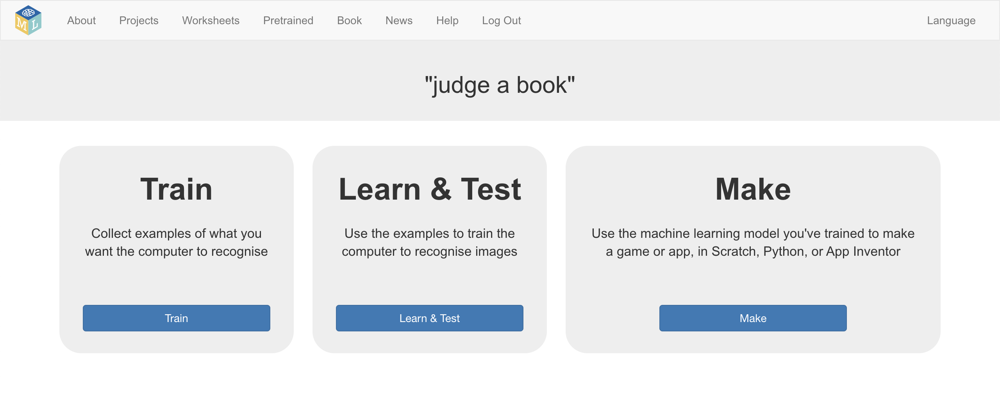 M L
About Projects Worksheets Pretrained Book News Help Log Out Language
"judge a book"
Train
Collect examples of what you
want the computer to recognise
Train
Learn & Test
Use the examples to train the
computer to recognise images
Learn & Test
Make
Use the machine learning model you've trained to make
a game or app, in Scratch, Python, or App Inventor
Make